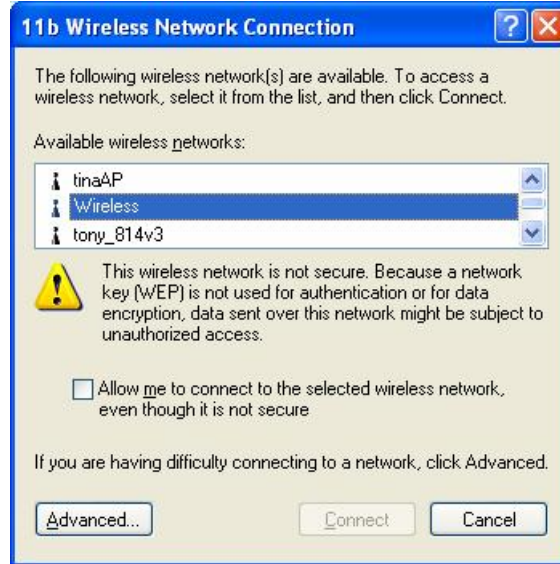 11b Wireless Network Connection
The following wireless network(s) are available. To access a
wireless network, select it from the list, and then click Connect.
Available wireless networks:
tinaAP
Wireless
tony_814v3
This wireless network is not secure. Because a network
key (WEP) is not used for authentication or for data
encryption, data sent over this network might be subject to
unauthorized access.
Allow me to connect to the selected wireless network,
even though it is not secure
If you are having difficulty connecting to a network, click Advanced.
Advanced... Connect Cancel